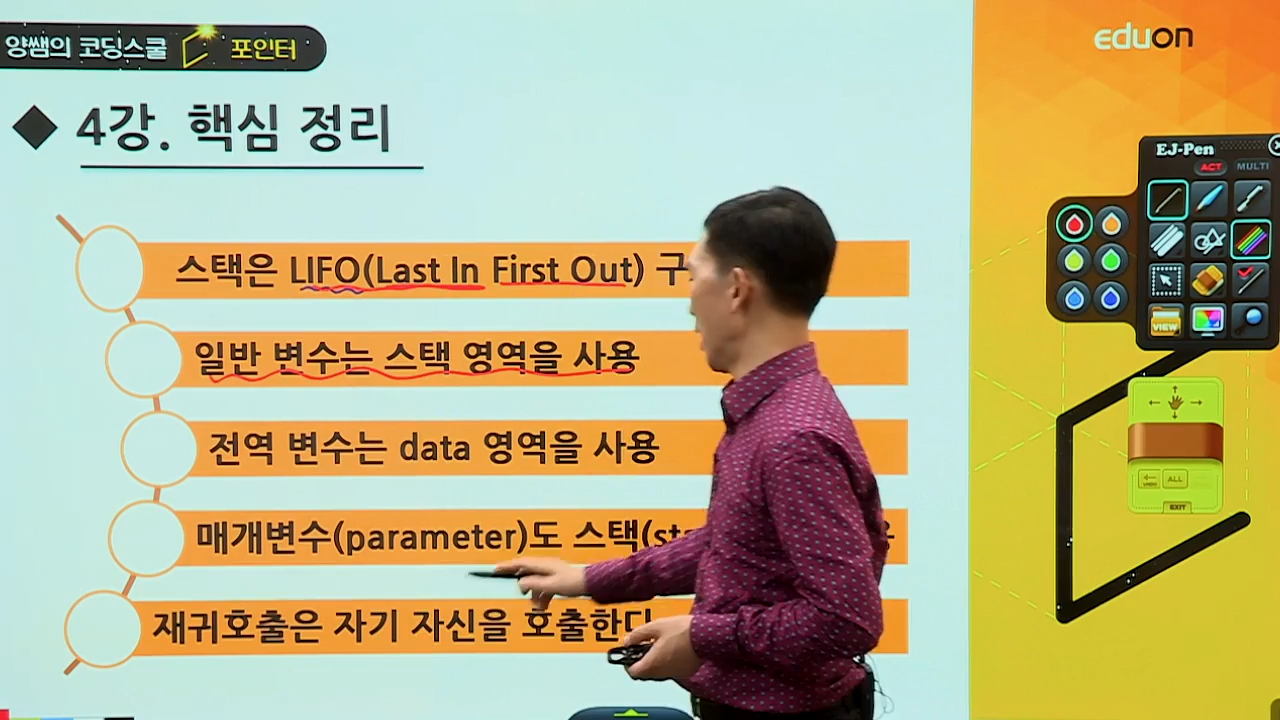 양쌤의 코딩스쿨 포인터
eduon
4강. 핵심 정리
EJ-Pen
ACT MULTI
스택은 LIFO(Last In First Out)
일반 변수는 스택 영역을 사용
전역 변수는 data 영역을 사용
매개변수(parameter)도
재귀호출은 자기 자신을 호출한다
VIEW
UNDO ALL
EXIT